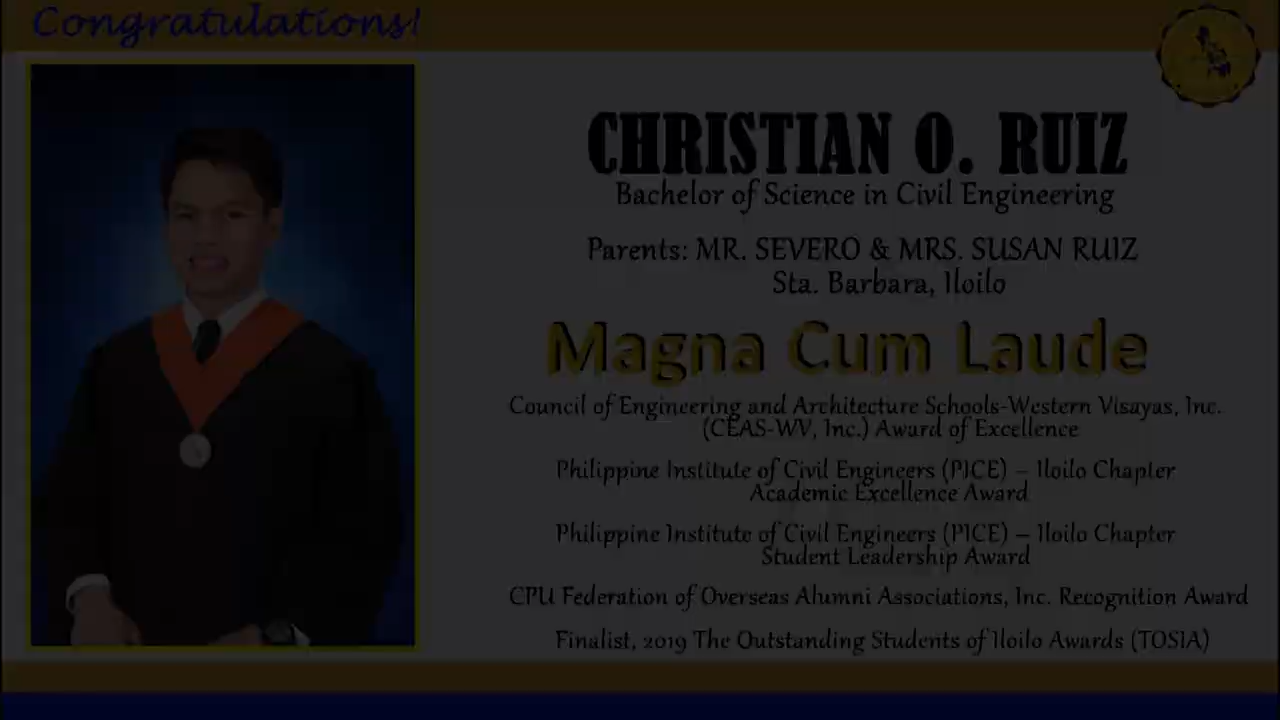 Congratulations!
CHRISTIAN O. RUIZ
Bachelor of Science in Civil Engineering
Parents: MR. SEVERO & MRS. SUSAN RUIZ
Sta. Barbara, Iloilo
Magna Cum Laude
Council of Engineering and Architecture Schools-Western Visayas, Inc.
(CEAS-WV, Inc.) Award of Excellence
Philippine Institute of Civil Engineers (PICE) – Iloilo Chapter
Academic Excellence Award
Philippine Institute of Civil Engineers (PICE) – Iloilo Chapter
Student Leadership Award
CPU Federation of Overseas Alumni Associations, Inc. Recognition Award
Finalist, 2019 The Outstanding Students of Iloilo Awards (TOSIA)